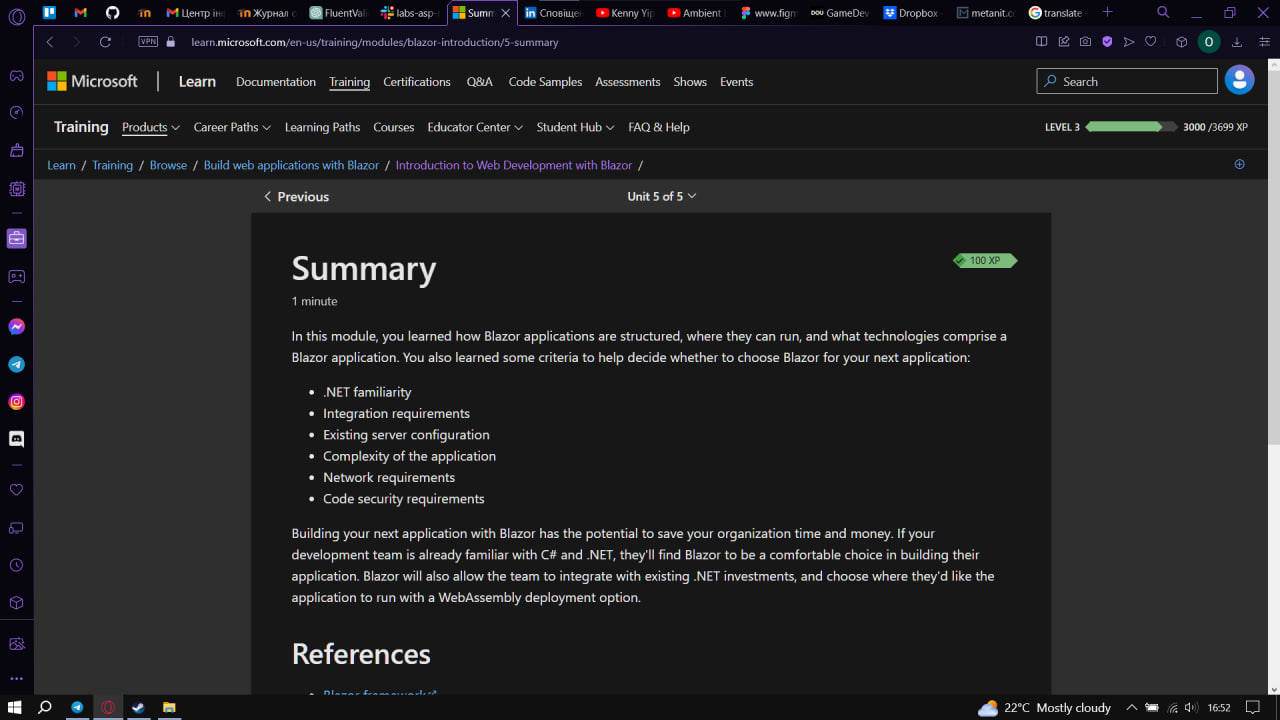 Центр інф
Журнал о
FluentVali
labs-asp-
Summ
Сповіщен
Kenny Yip
Ambient I
www.figm
DOU
GameDev
Dropbox
metanit.co
translate
VPN
learn.microsoft.com/en-us/training/modules/blazor-introduction/5-summary
O
Microsoft
Learn
Documentation
Training
Certifications
Q&A
Code Samples
Assessments
Shows
Events
Search
Training
Products
Career Paths
Learning Paths
Courses
Educator Center
Student Hub
FAQ & Help
LEVEL 3
3000 /3699 XP
Learn / Training / Browse / Build web applications with Blazor / Introduction to Web Development with Blazor /
Previous
Unit 5 of 5
Summary
100 XP
1 minute
In this module, you learned how Blazor applications are structured, where they can run, and what technologies comprise a
Blazor application. You also learned some criteria to help decide whether to choose Blazor for your next application:
• .NET familiarity
• Integration requirements
• Existing server configuration
• Complexity of the application
• Network requirements
• Code security requirements
Building your next application with Blazor has the potential to save your organization time and money. If your
development team is already familiar with C# and .NET, they'll find Blazor to be a comfortable choice in building their
application. Blazor will also allow the team to integrate with existing .NET investments, and choose where they'd like the
application to run with a WebAssembly deployment option.
References
• Blazor framework
22°C Mostly cloudy
16:52